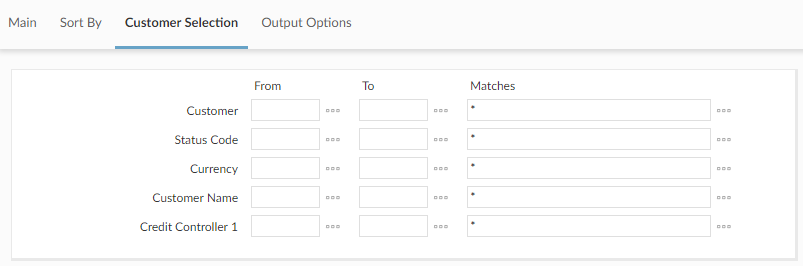 Main Sort By Customer Selection Output Options
From To Matches
Customer *
Status Code *
Currency *
Customer Name *
Credit Controller 1 *